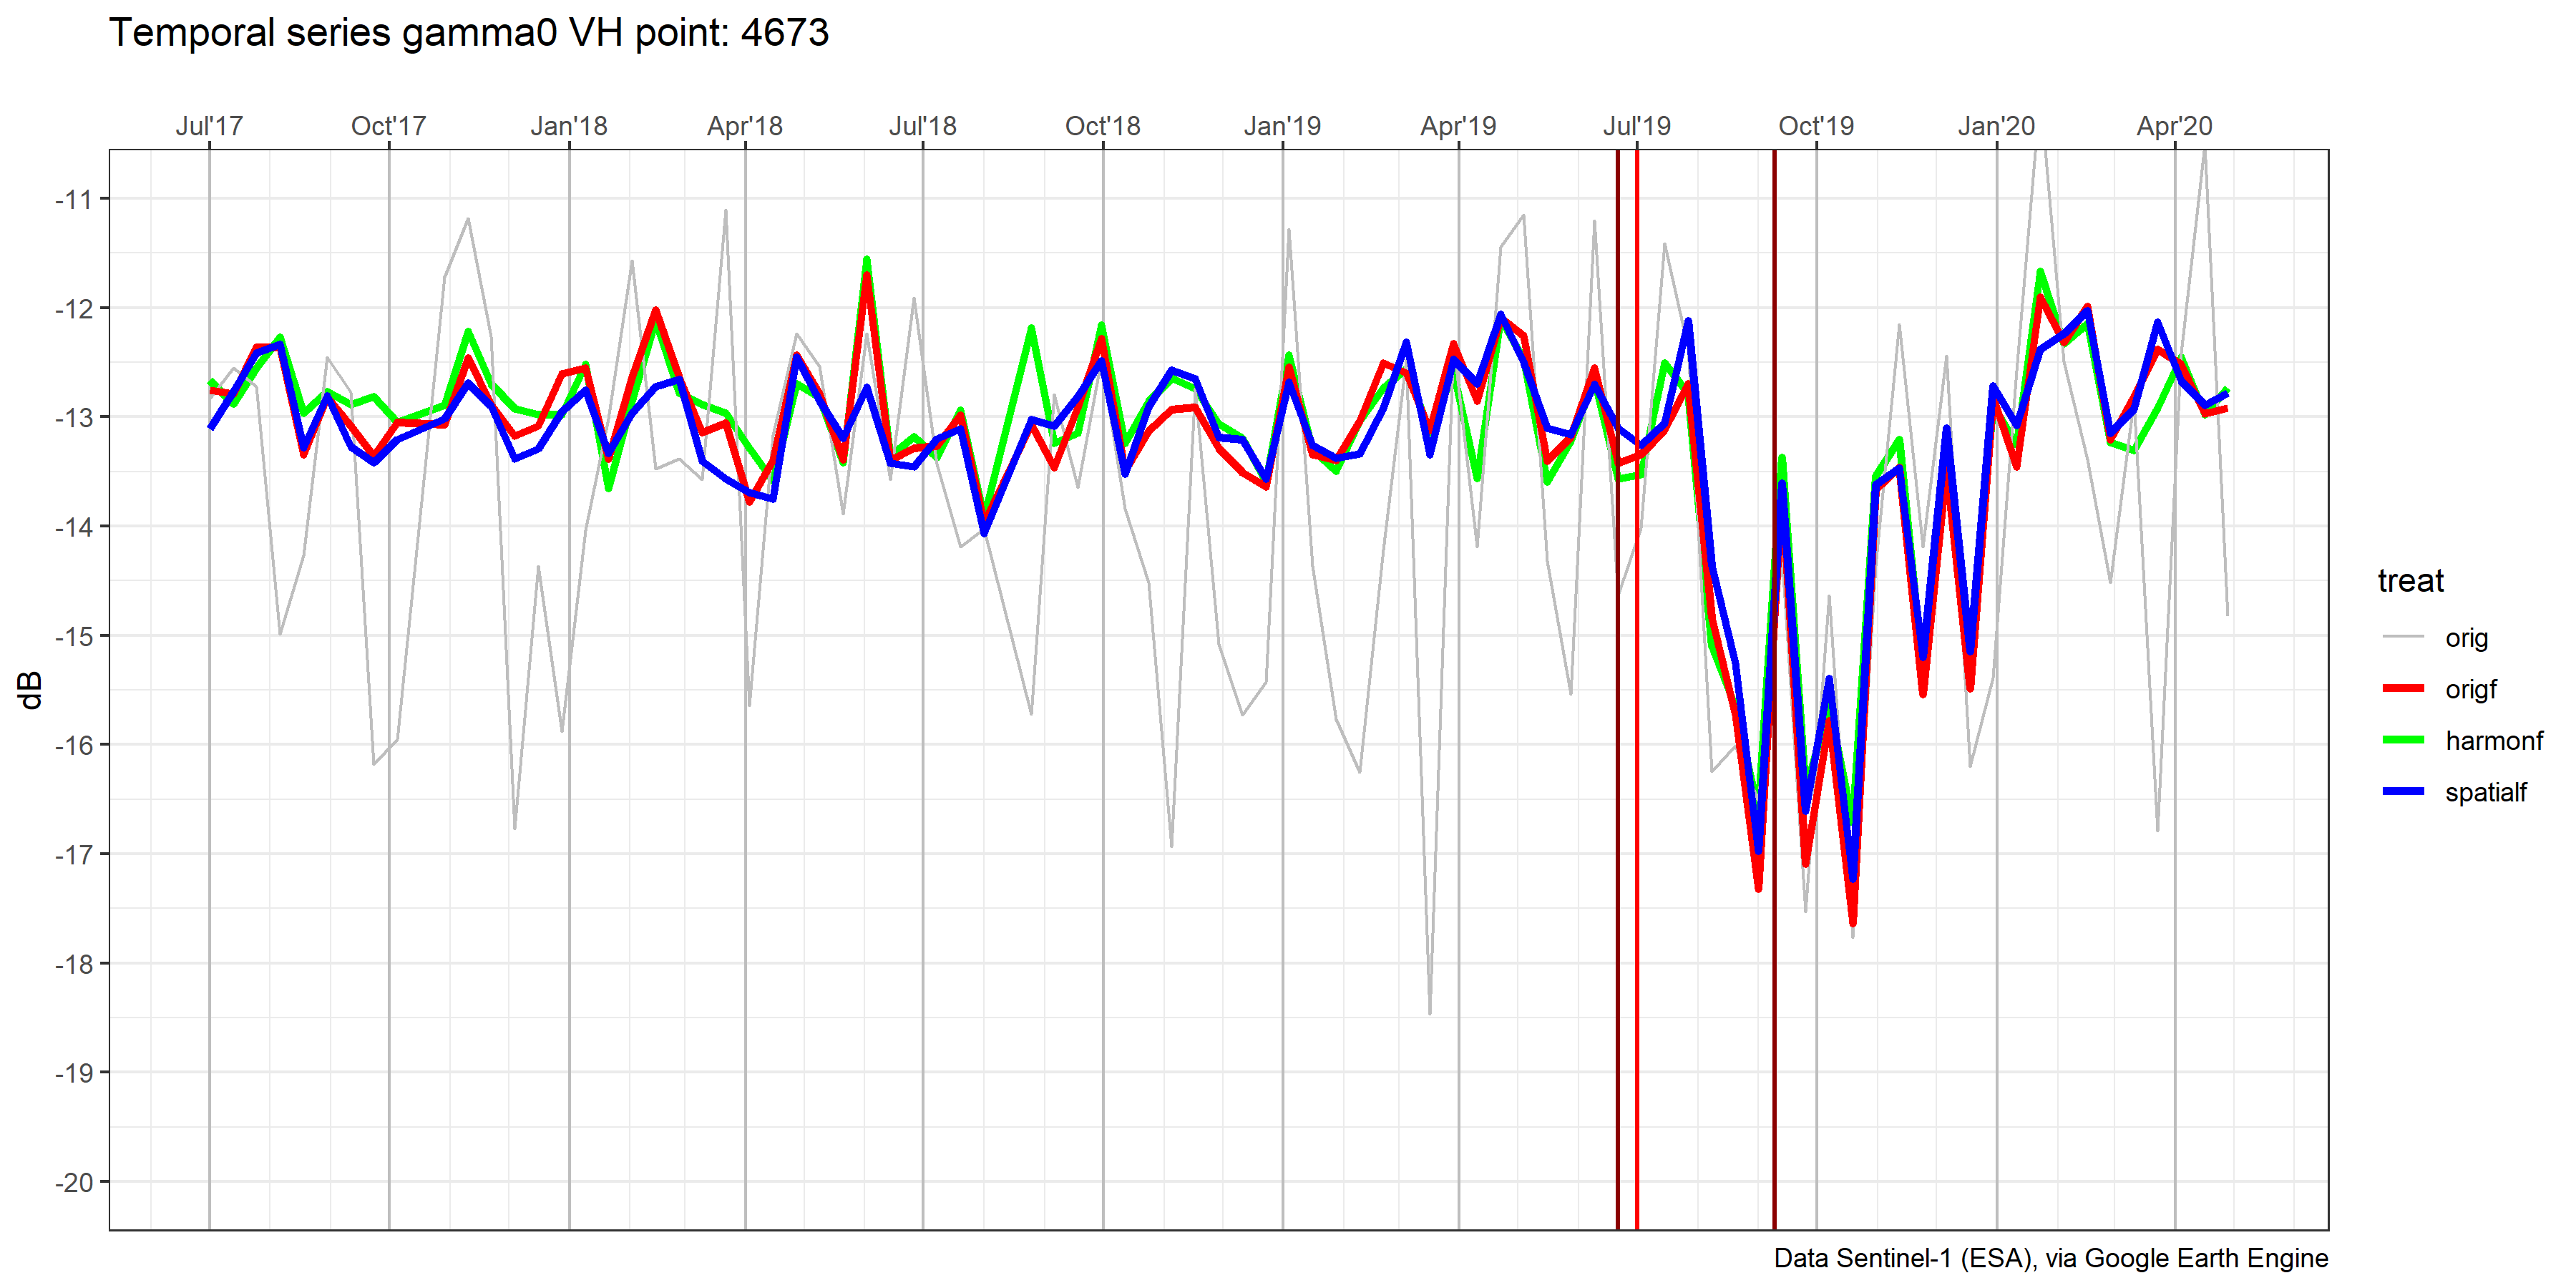 Temporal series gamma0 VH point: 4673
Jul'17 Oct'17 Jan'18 Apr'18 Jul'18 Oct'18 Jan'19 Apr'19 Jul'19 Oct'19 Jan'20 Apr'20
-11
-12
-13
-14
-15
-16
-17
-18
-19
-20
dB
treat
orig
origf
harmonf
spatialf
Data Sentinel-1 (ESA), via Google Earth Engine